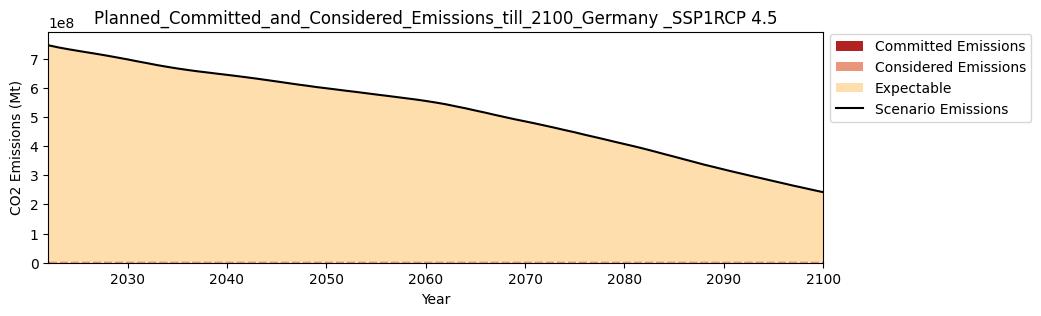 Planned_Committed_and_Considered_Emissions_till_2100_Germany _SSP1RCP 4.5
1e8
7
6
5
4
3
2
1
0
CO2 Emissions (Mt)
2030 2040 2050 2060 2070 2080 2090 2100
Year
Committed Emissions
Considered Emissions
Expectable
Scenario Emissions